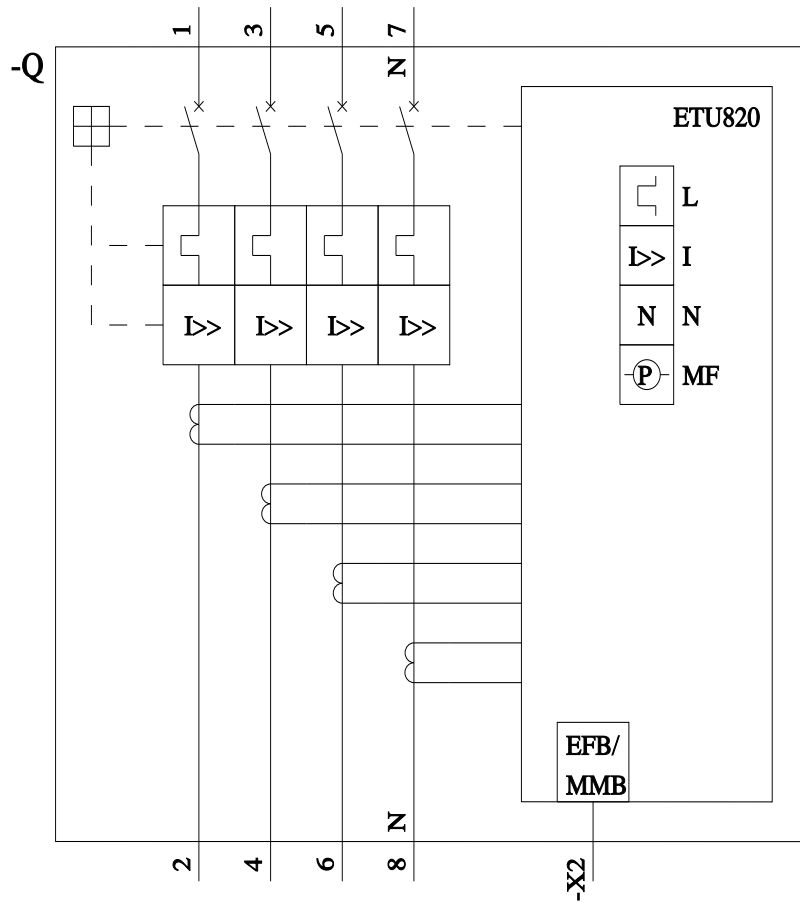 1 3 5 7
-Q
N
ETU820
L
I>> I
N N
P MF
I>> I>> I>> I>>
EFB/
MMB
N
2 4 6 8
-X2